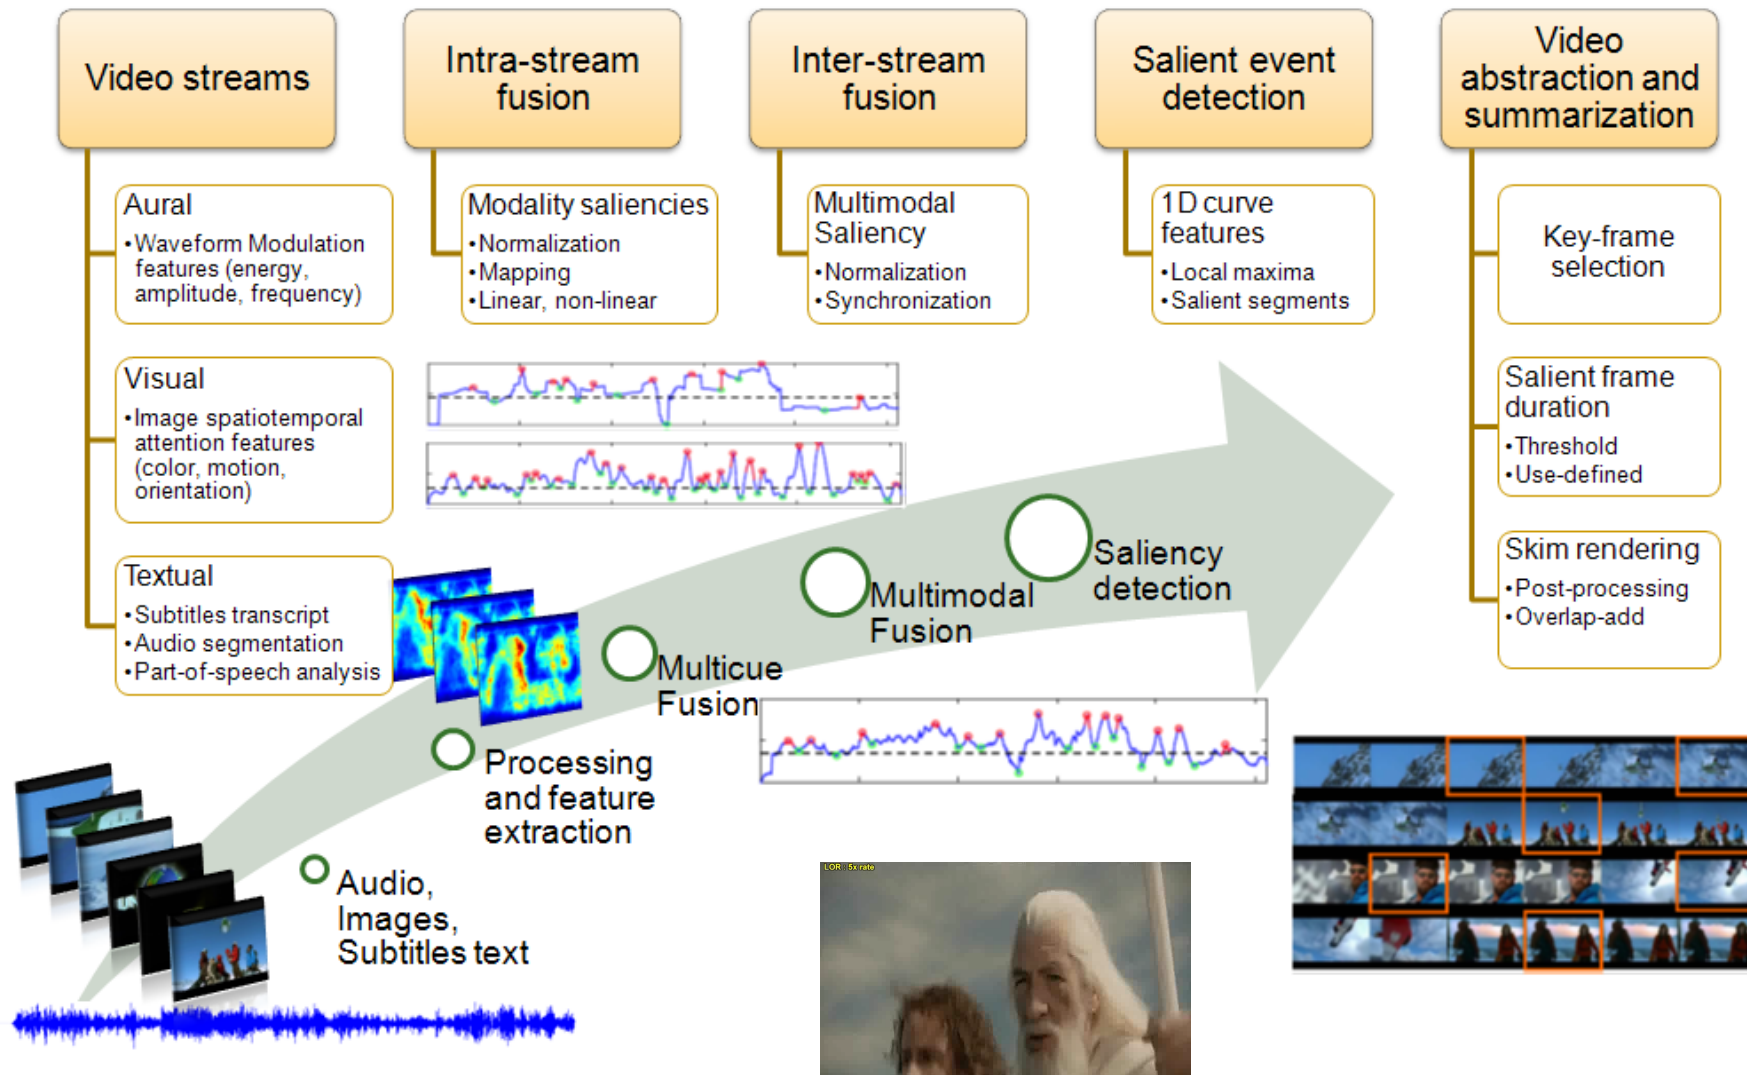 Video streams
Intra-stream
fusion
Inter-stream
fusion
Salient event
detection
Video
abstraction and
summarization
Aural
•Waveform Modulation
features (energy,
amplitude, frequency)
Visual
•Image spatiotemporal
attention features
(color, motion,
orientation)
Textual
•Subtitles transcript
•Audio segmentation
•Part-of-speech analysis
Modality saliencies
•Normalization
•Mapping
•Linear, non-linear
Multimodal
Saliency
•Normalization
•Synchronization
1D curve
features
•Local maxima
•Salient segments
Key-frame
selection
Salient frame
duration
•Threshold
•Use-defined
Skim rendering
•Post-processing
•Overlap-add
Saliency
detection
Multimodal
Fusion
Multicue
Fusion
Processing
and feature
extraction
Audio,
Images,
Subtitles text
LOR 5x rate